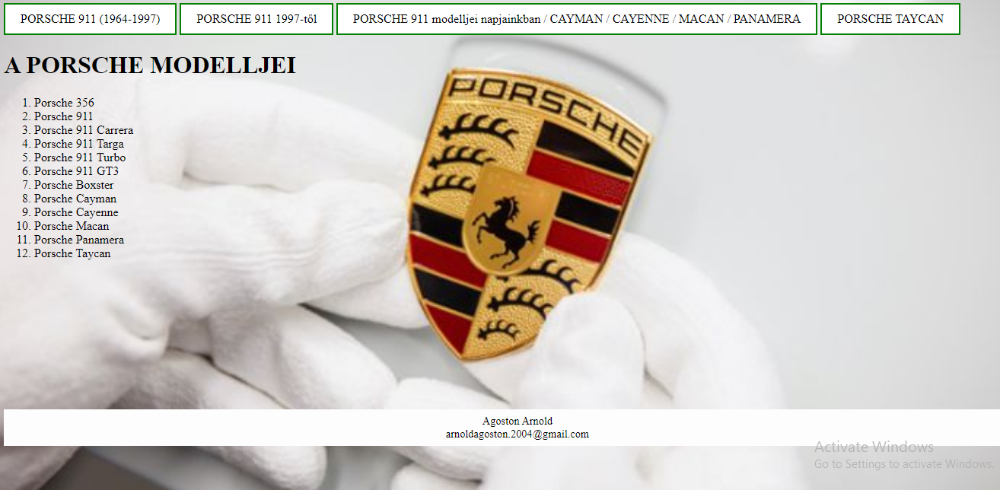 PORSCHE 911 (1964-1997)
PORSCHE 911 1997-től
PORSCHE 911 modelljei napjainkban / CAYMAN / CAYENNE / MACAN / PANAMERA
PORSCHE TAYCAN
A PORSCHE MODELLJEI
1. Porsche 356
2. Porsche 911
3. Porsche 911 Carrera
4. Porsche 911 Targa
5. Porsche 911 Turbo
6. Porsche 911 GT3
7. Porsche Boxster
8. Porsche Cayman
9. Porsche Cayenne
10. Porsche Macan
11. Porsche Panamera
12. Porsche Taycan
PORSCHE
Agoston Arnold
arnoldagoston.2004@gmail.com
Activate Windows
Go to Settings to activate Windows.